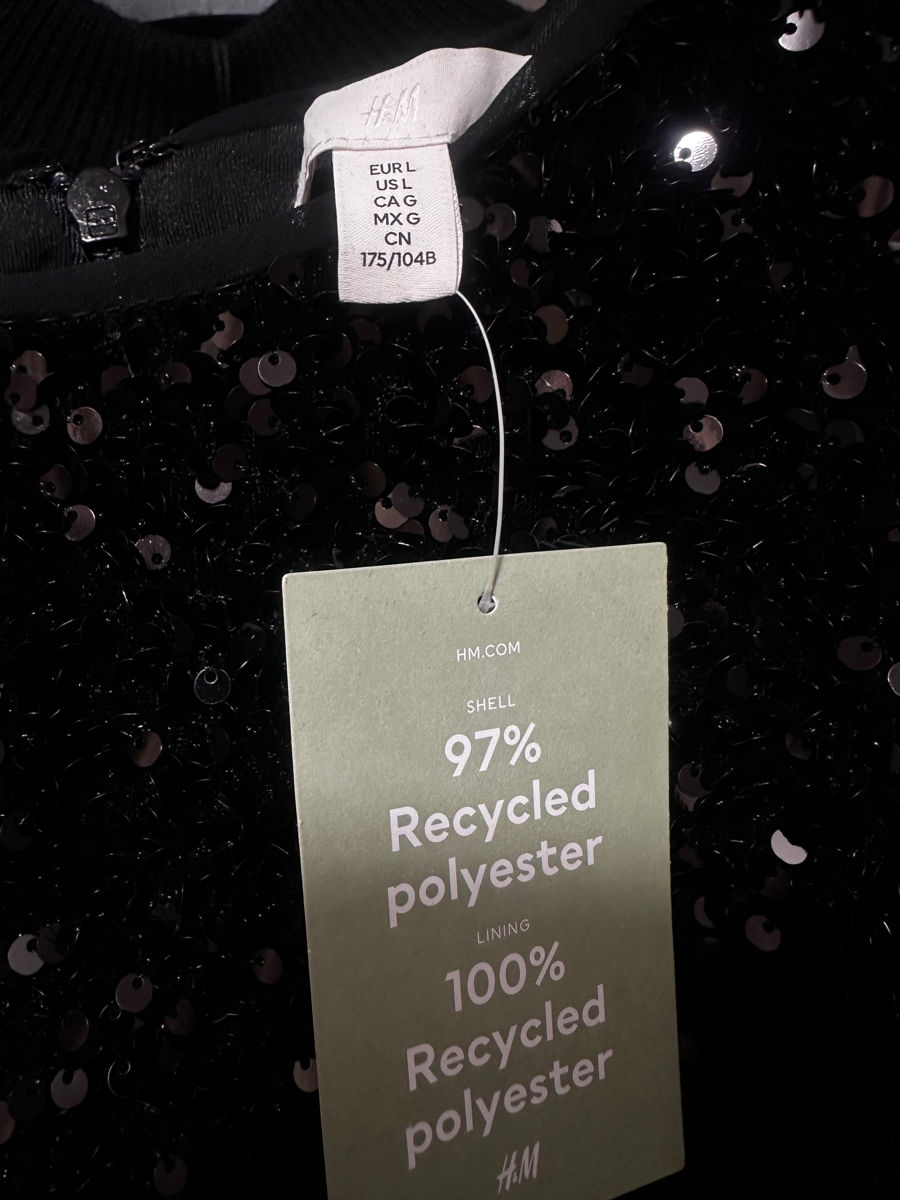 H&M
EUR L
US L
CA G
MX G
CN
175/104B
HM.COM
SHELL
97%
Recycled
polyester
LINING
100%
Recycled
polyester
H&M